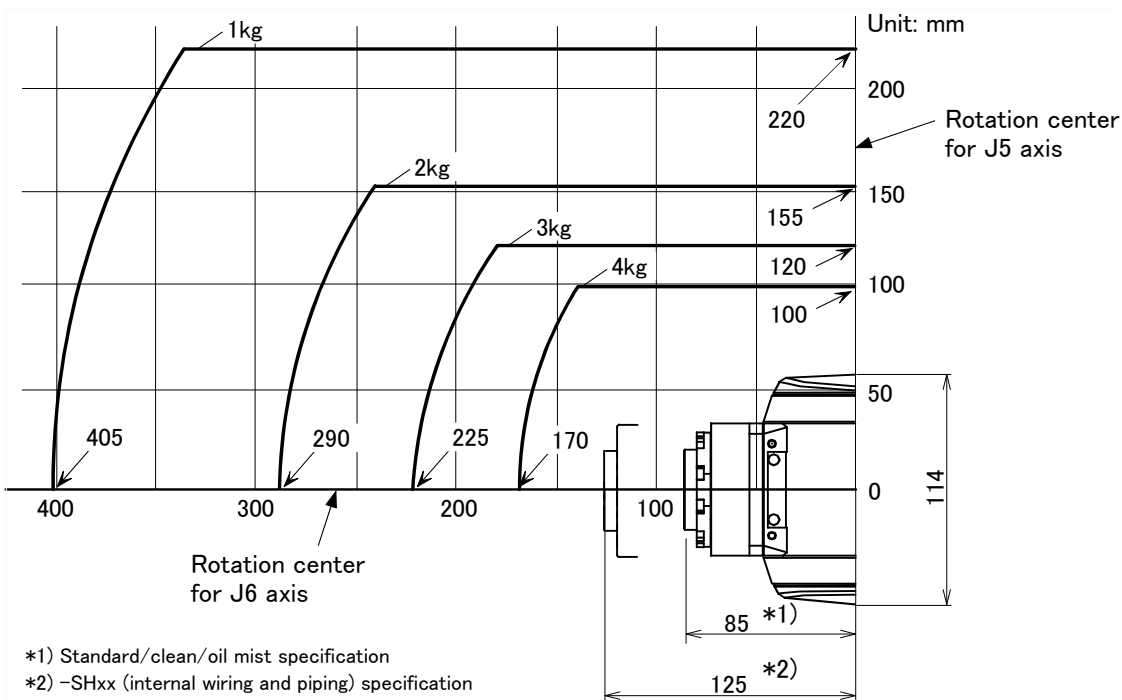 1kg
Unit: mm
200
220
Rotation center
for J5 axis
2kg
150
155
3kg
120
4kg
100
100
50
405
290
225
170
0
114
400
300
200
100
Rotation center
for J6 axis
85 *1)
*1) Standard/clean/oil mist specification
*2) -SHxx (internal wiring and piping) specification
125 *2)